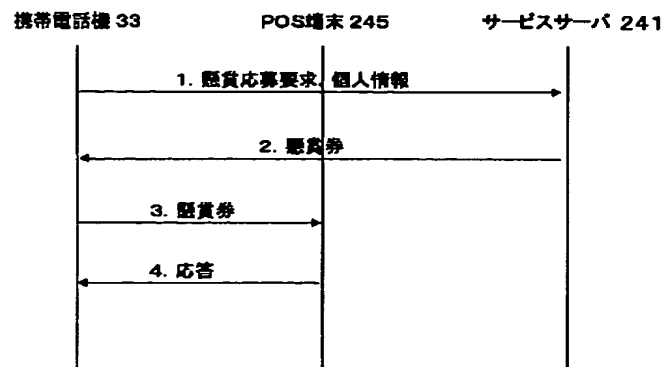 携帯電話機 33
POS端末 245
サービスサーバ 241
1. 懸賞応募要求、個人情報
2. 懸賞券
3. 懸賞券
4. 応答